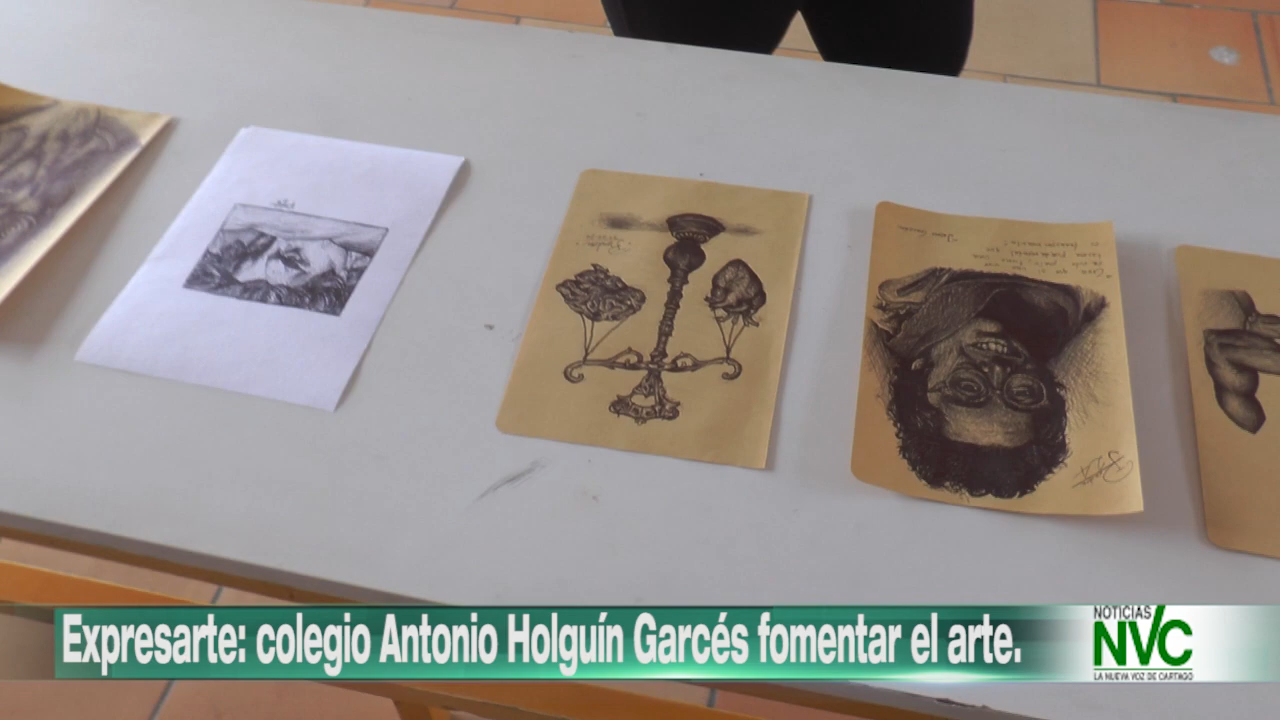 Expresarte: colegio Antonio Holguín Garcés fomentar el arte.
NOTICIAS
NVC
LA NUEVA VOZ DE CARTAGO